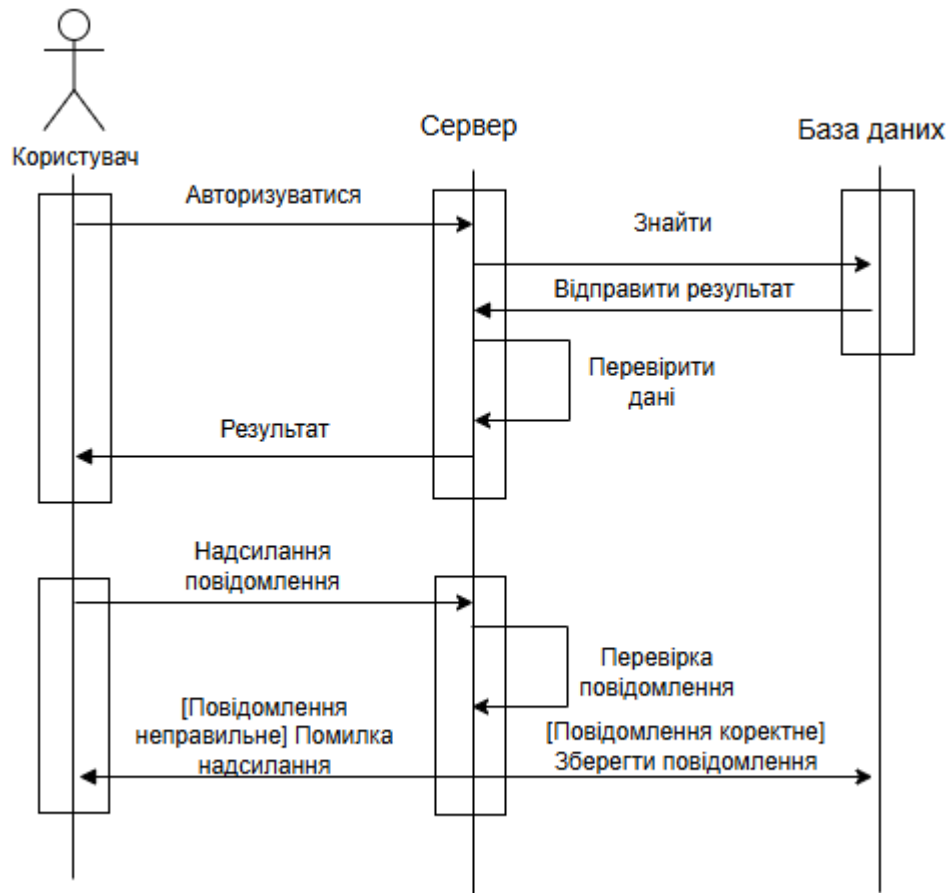 Користувач
Сервер
База даних
Авторизуватися
Знайти
Відправити результат
Перевірити
дані
Результат
Надсилання
повідомлення
Перевірка
повідомлення
[Повідомлення
неправильне] Помилка
надсилання
[Повідомлення коректне]
Зберегти повідомлення